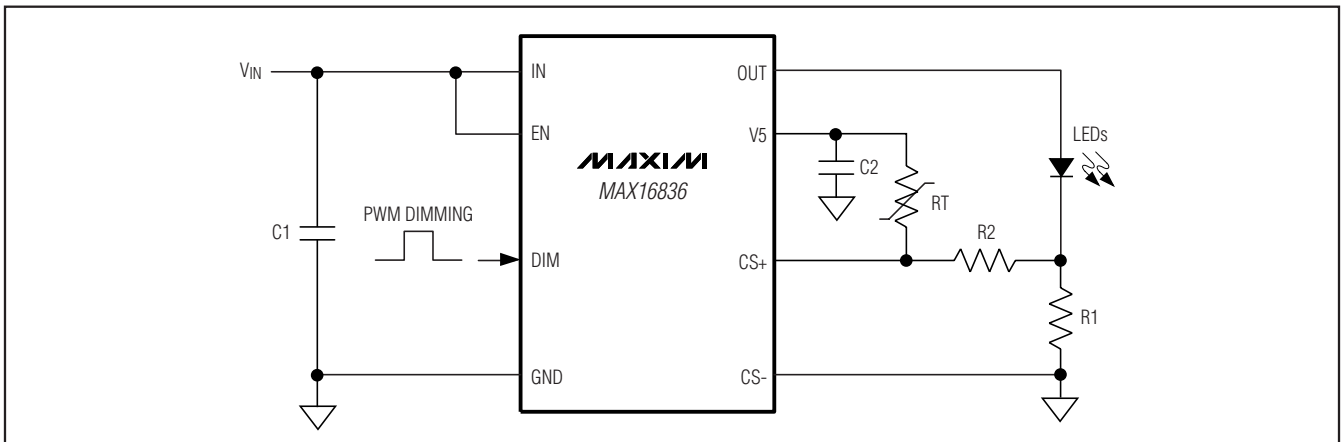 VIN
IN
OUT
EN
V5
LEDs
MAXIM
MAX16836
C2
RT
PWM DIMMING
C1
R2
DIM
CS+
R1
GND
CS-